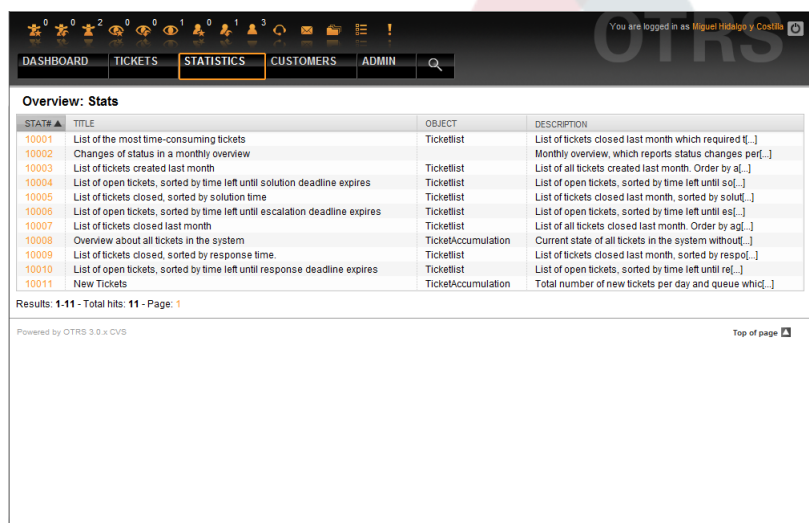 0 0 2 0 0 1 0 1 3
You are logged in as Miguel Hidalgo y Costilla
OTRS
DASHBOARD TICKETS STATISTICS CUSTOMERS ADMIN
Overview: Stats
STAT# TITLE OBJECT DESCRIPTION
10001 List of the most time-consuming tickets Ticketlist List of tickets closed last month which required t[...]
10002 Changes of status in a monthly overview Monthly overview, which reports status changes per[...]
10003 List of tickets created last month Ticketlist List of all tickets created last month. Order by a[...]
10004 List of open tickets, sorted by time left until solution deadline expires Ticketlist List of open tickets, sorted by time left until so[...]
10005 List of tickets closed, sorted by solution time Ticketlist List of tickets closed last month, sorted by solut[...]
10006 List of open tickets, sorted by time left until escalation deadline expires Ticketlist List of open tickets, sorted by time left until es[...]
10007 List of tickets closed last month Ticketlist List of all tickets closed last month. Order by ag[...]
10008 Overview about all tickets in the system TicketAccumulation Current state of all tickets in the system without[...]
10009 List of tickets closed, sorted by response time. Ticketlist List of tickets closed last month, sorted by respo[...]
10010 List of open tickets, sorted by time left until response deadline expires Ticketlist List of open tickets, sorted by time left until re[...]
10011 New Tickets TicketAccumulation Total number of new tickets per day and queue whic[...]
Results: 1-11 - Total hits: 11 - Page: 1
Powered by OTRS 3.0.x CVS Top of page